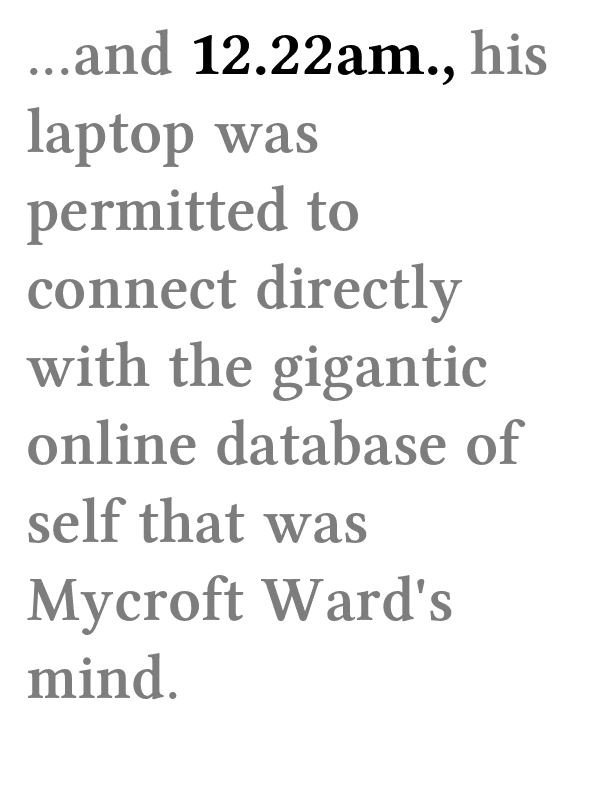 ...and 12.22am., his
laptop was
permitted to
connect directly
with the gigantic
online database of
self that was
Mycroft Ward's
mind.